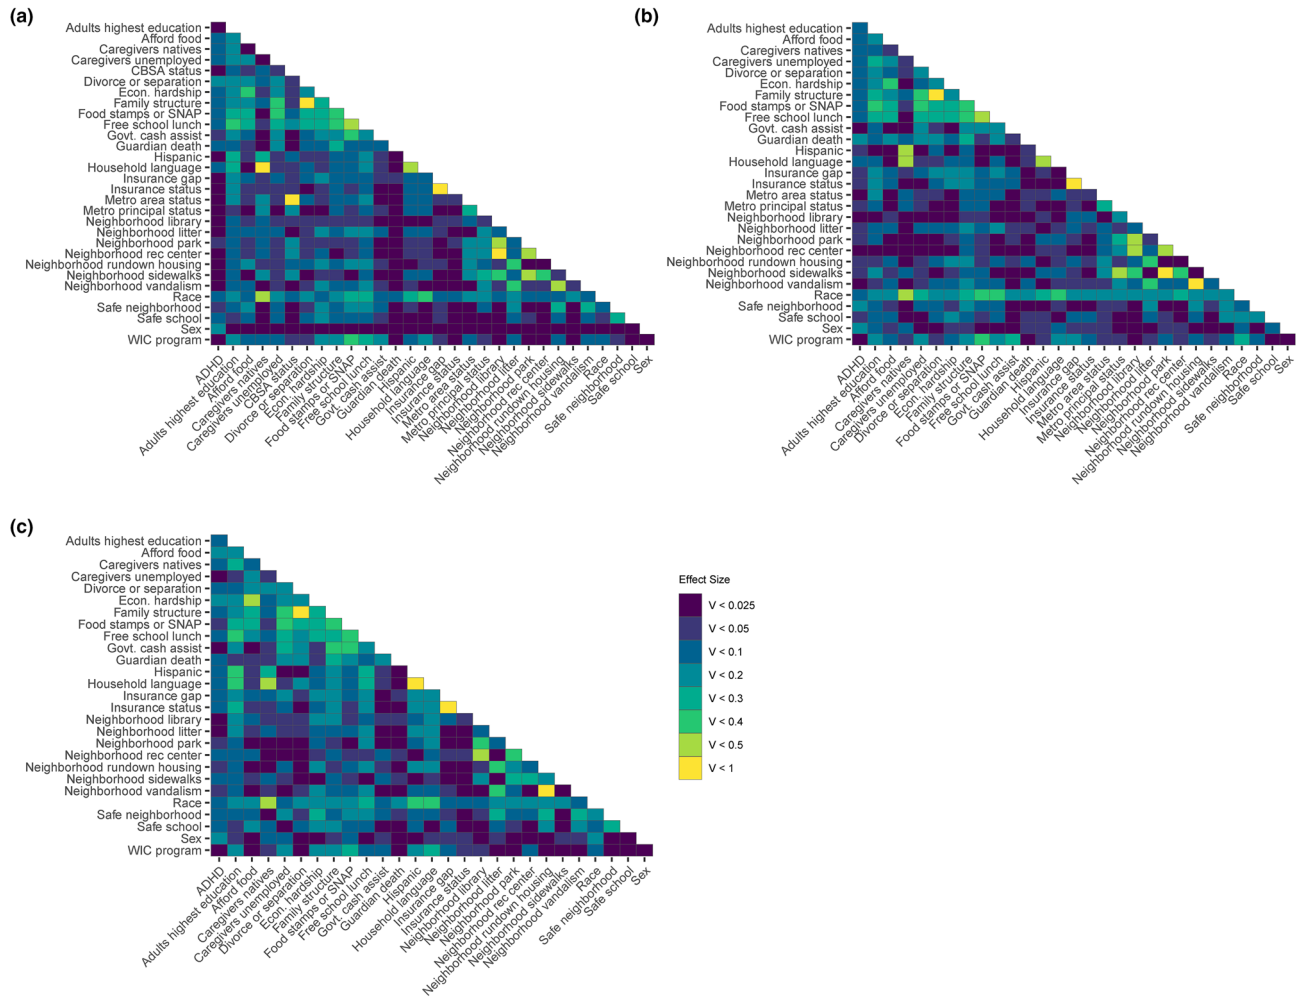 (a)
Adults highest education
Afford food
Caregivers natives
Caregivers unemployed
CBSA status
Divorce or separation
Econ. hardship
Family structure
Food stamps or SNAP
Free school lunch
Govt. cash assist
Guardian death
Hispanic
Household language
Insurance gap
Insurance status
Metro area status
Metro principal status
Neighborhood library
Neighborhood litter
Neighborhood park
Neighborhood rec center
Neighborhood rundown housing
Neighborhood sidewalks
Neighborhood vandalism
Race
Safe neighborhood
Safe school
Sex
WIC program
ADHD
Adults highest education
Afford food
Caregivers natives
Caregivers unemployed
CBSA status
Divorce or separation
Econ. hardship
Family structure
Food stamps or SNAP
Free school lunch
Govt. cash assist
Guardian death
Hispanic
Household language
Insurance gap
Insurance status
Metro area status
Metro principal status
Neighborhood library
Neighborhood litter
Neighborhood park
Neighborhood rec center
Neighborhood rundown housing
Neighborhood sidewalks
Neighborhood vandalism
Race
Safe neighborhood
Safe school
Sex
(b)
Adults highest education
Afford food
Caregivers natives
Caregivers unemployed
Divorce or separation
Econ. hardship
Family structure
Food stamps or SNAP
Free school lunch
Govt. cash assist
Guardian death
Hispanic
Household language
Insurance gap
Insurance status
Metro area status
Metro principal status
Neighborhood library
Neighborhood litter
Neighborhood park
Neighborhood rec center
Neighborhood rundown housing
Neighborhood sidewalks
Neighborhood vandalism
Race
Safe neighborhood
Safe school
Sex
WIC program
ADHD
Adults highest education
Afford food
Caregivers natives
Caregivers unemployed
Divorce or separation
Econ. hardship
Family structure
Food stamps or SNAP
Free school lunch
Govt. cash assist
Guardian death
Hispanic
Household language
Insurance gap
Insurance status
Metro area status
Metro principal status
Neighborhood library
Neighborhood litter
Neighborhood park
Neighborhood rec center
Neighborhood rundown housing
Neighborhood sidewalks
Neighborhood vandalism
Race
Safe neighborhood
Safe school
Sex
(c)
Adults highest education
Afford food
Caregivers natives
Caregivers unemployed
Divorce or separation
Econ. hardship
Family structure
Food stamps or SNAP
Free school lunch
Govt. cash assist
Guardian death
Hispanic
Household language
Insurance gap
Insurance status
Neighborhood library
Neighborhood litter
Neighborhood park
Neighborhood rec center
Neighborhood rundown housing
Neighborhood sidewalks
Neighborhood vandalism
Race
Safe neighborhood
Safe school
Sex
WIC program
ADHD
Adults highest education
Afford food
Caregivers natives
Caregivers unemployed
Divorce or separation
Econ. hardship
Family structure
Food stamps or SNAP
Free school lunch
Govt. cash assist
Guardian death
Hispanic
Household language
Insurance gap
Insurance status
Neighborhood library
Neighborhood litter
Neighborhood park
Neighborhood rec center
Neighborhood rundown housing
Neighborhood sidewalks
Neighborhood vandalism
Race
Safe neighborhood
Safe school
Sex
Effect Size
V < 0.025
V < 0.05
V < 0.1
V < 0.2
V < 0.3
V < 0.4
V < 0.5
V < 1